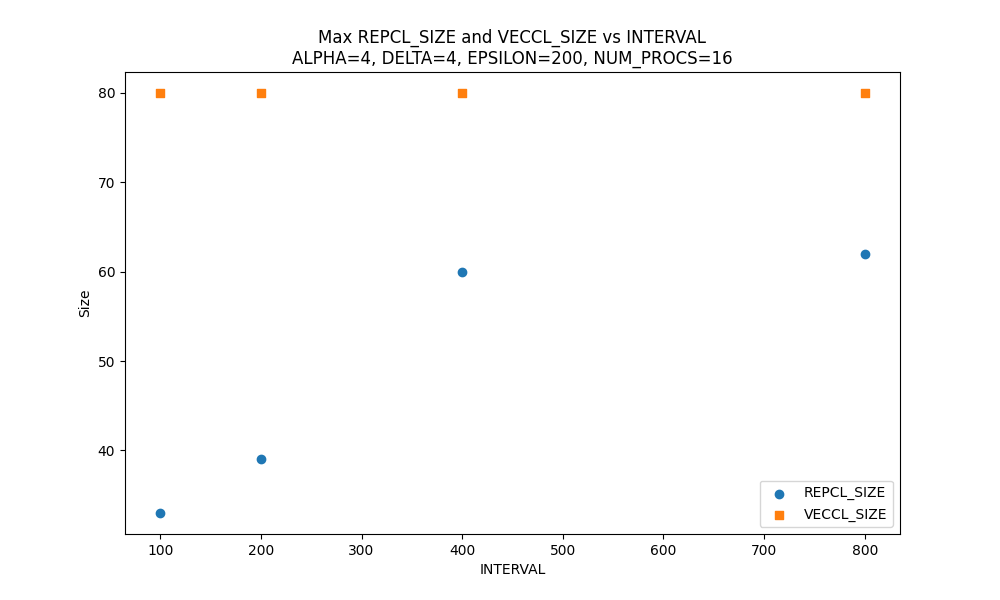 Max REPCL_SIZE and VECCL_SIZE vs INTERVAL
ALPHA=4, DELTA=4, EPSILON=200, NUM_PROCS=16
80
70
60
50
40
Size
100 200 300 400 500 600 700 800
INTERVAL
REPCL_SIZE
VECCL_SIZE